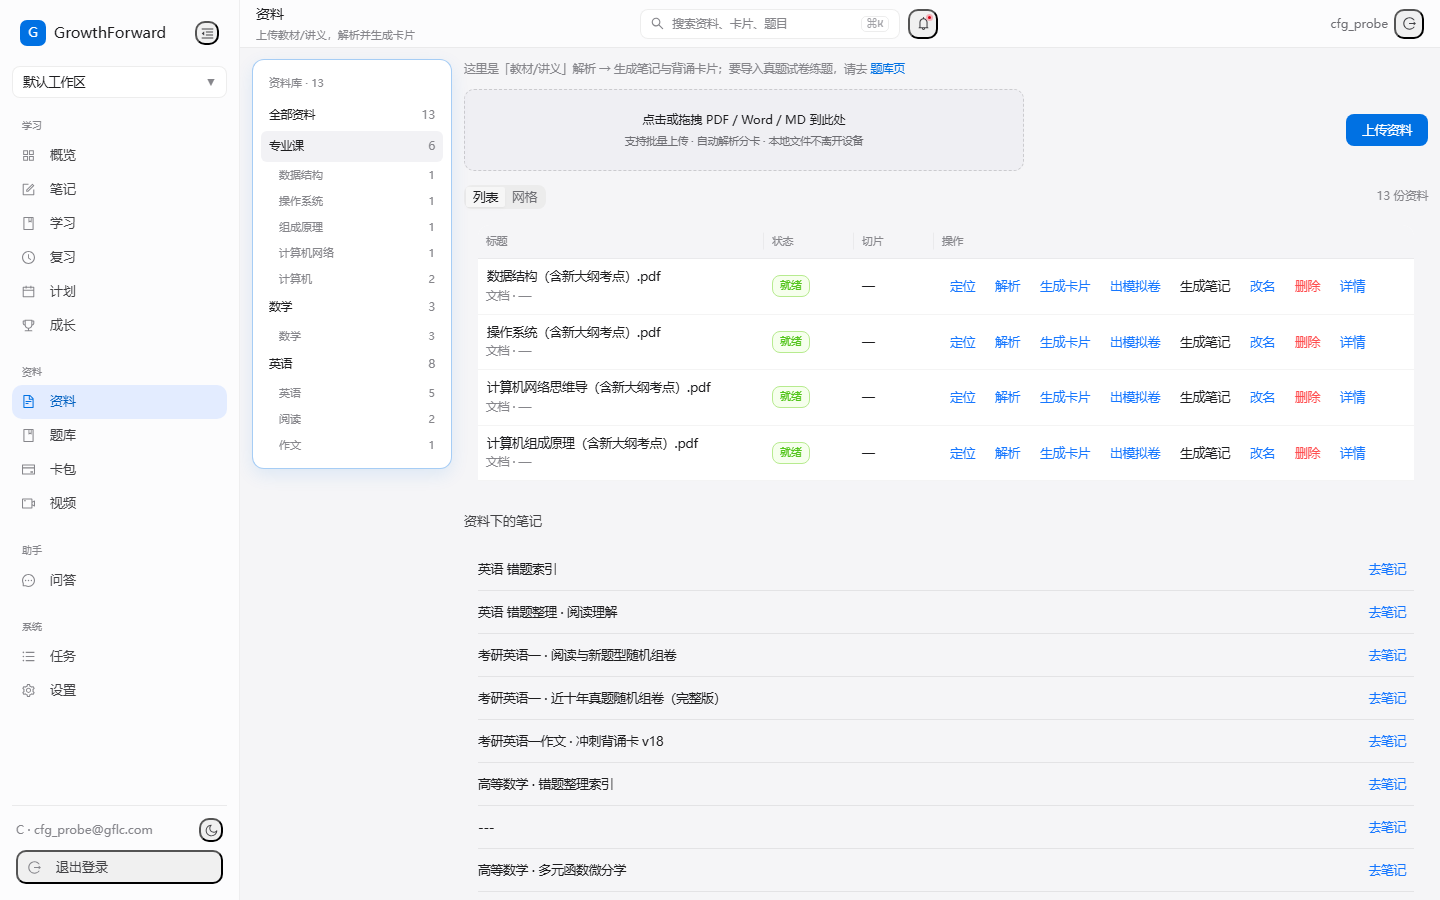 G GrowthForward
默认工作区 ▼
学习
概览
笔记
学习
复习
计划
成长
资料
资料
题库
卡包
视频
助手
问答
系统
任务
设置
C · cfg_probe@gflc.com
退出登录
资料
上传教材/讲义，解析并生成卡片
搜索资料、卡片、题目 ⌘K
cfg_probe
资料库 · 13
全部资料 13
专业课 6
数据结构 1
操作系统 1
组成原理 1
计算机网络 1
计算机 2
数学 3
数学 3
英语 8
英语 5
阅读 2
作文 1
这里是「教材/讲义」解析 → 生成笔记与背诵卡片；要导入真题试卷练题，请去 题库页
点击或拖拽 PDF / Word / MD 到此处
支持批量上传 · 自动解析分卡 · 本地文件不离开设备
上传资料
列表 网格
13 份资料
标题 状态 切片 操作
数据结构（含新大纲考点）.pdf
文档 · —
就绪 — 定位 解析 生成卡片 出模拟卷 生成笔记 改名 删除 详情
操作系统（含新大纲考点）.pdf
文档 · —
就绪 — 定位 解析 生成卡片 出模拟卷 生成笔记 改名 删除 详情
计算机网络思维导（含新大纲考点）.pdf
文档 · —
就绪 — 定位 解析 生成卡片 出模拟卷 生成笔记 改名 删除 详情
计算机组成原理（含新大纲考点）.pdf
文档 · —
就绪 — 定位 解析 生成卡片 出模拟卷 生成笔记 改名 删除 详情
资料下的笔记
英语 错题索引 去笔记
英语 错题整理 · 阅读理解 去笔记
考研英语一 · 阅读与新题型随机组卷 去笔记
考研英语一 · 近十年真题随机组卷（完整版） 去笔记
考研英语一作文 · 冲刺背诵卡 v18 去笔记
高等数学 · 错题整理索引 去笔记
--- 去笔记
高等数学 · 多元函数微分学 去笔记